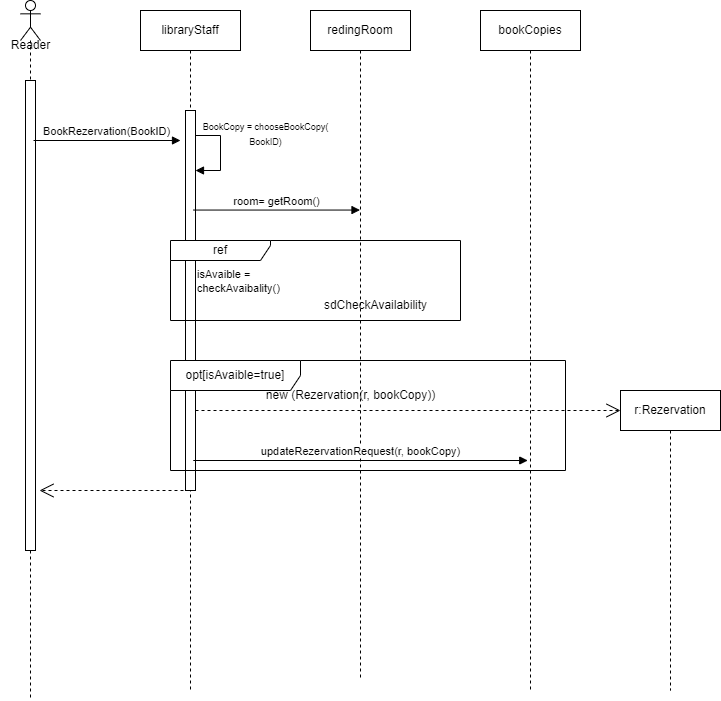 Reader
libraryStaff
redingRoom
bookCopies
BookRezervation(BookID)
BookCopy = chooseBookCopy(
BookID)
room= getRoom()
ref
isAvaible =
checkAvaibality()
sdCheckAvailability
opt[isAvaible=true]
new (Rezervation(r, bookCopy))
r:Rezervation
updateRezervationRequest(r, bookCopy)